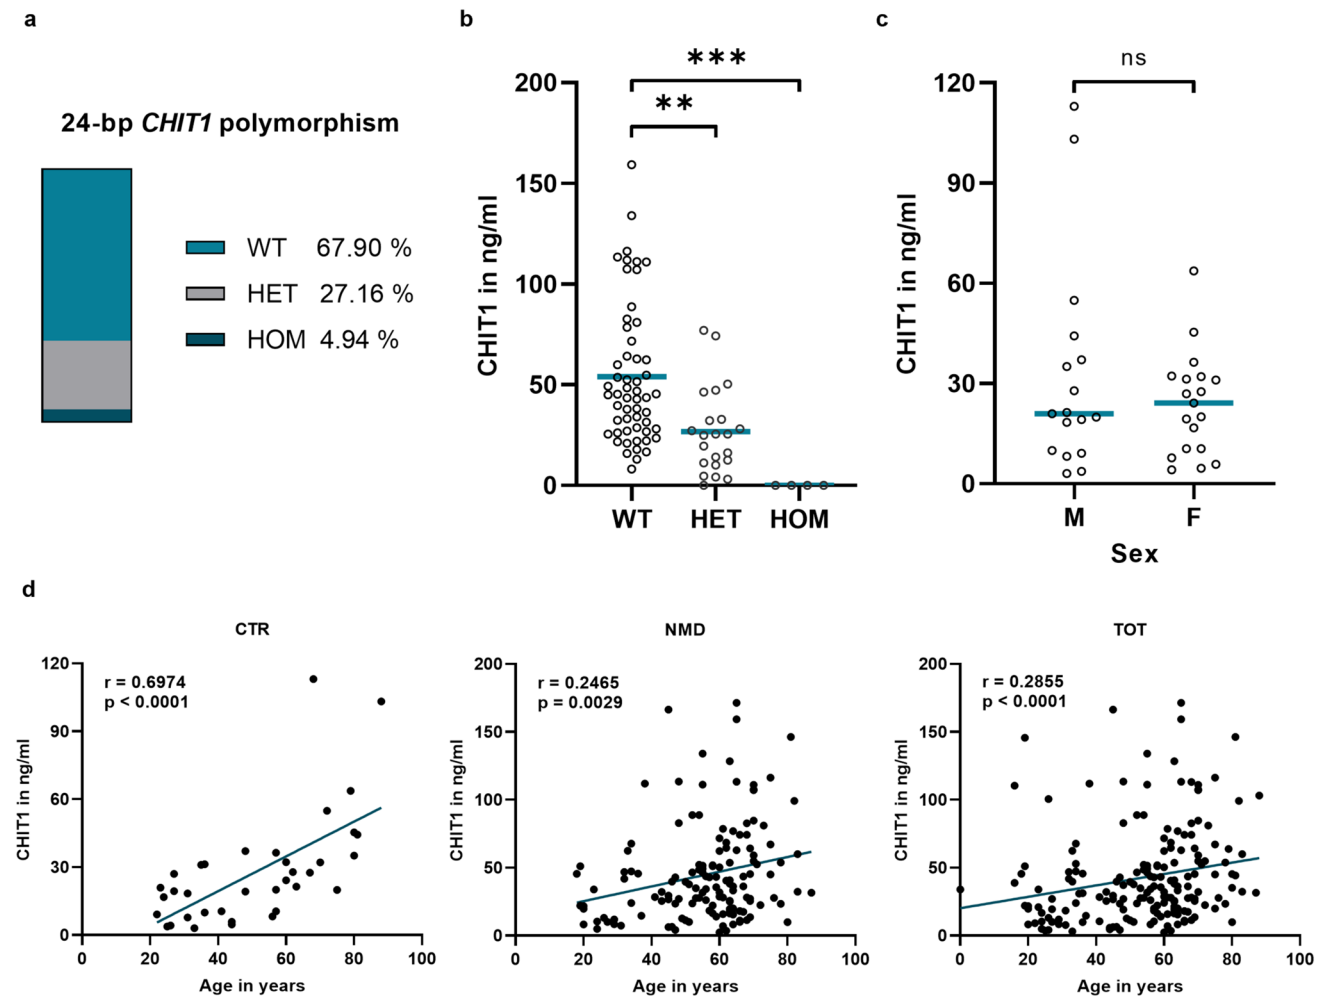 a
24-bp CHIT1 polymorphism
WT 67.90 %
HET 27.16 %
HOM 4.94 %
b
***
**
CHIT1 in ng/ml
200
150
100
50
0
WT HET HOM
c
ns
CHIT1 in ng/ml
120
90
60
30
0
M F
Sex
d
CTR
r = 0.6974
p < 0.0001
CHIT1 in ng/ml
120
90
60
30
0
0 20 40 60 80 100
Age in years
NMD
r = 0.2465
p = 0.0029
CHIT1 in ng/ml
200
150
100
50
0
0 20 40 60 80 100
Age in years
TOT
r = 0.2855
p < 0.0001
CHIT1 in ng/ml
200
150
100
50
0
0 20 40 60 80 100
Age in years